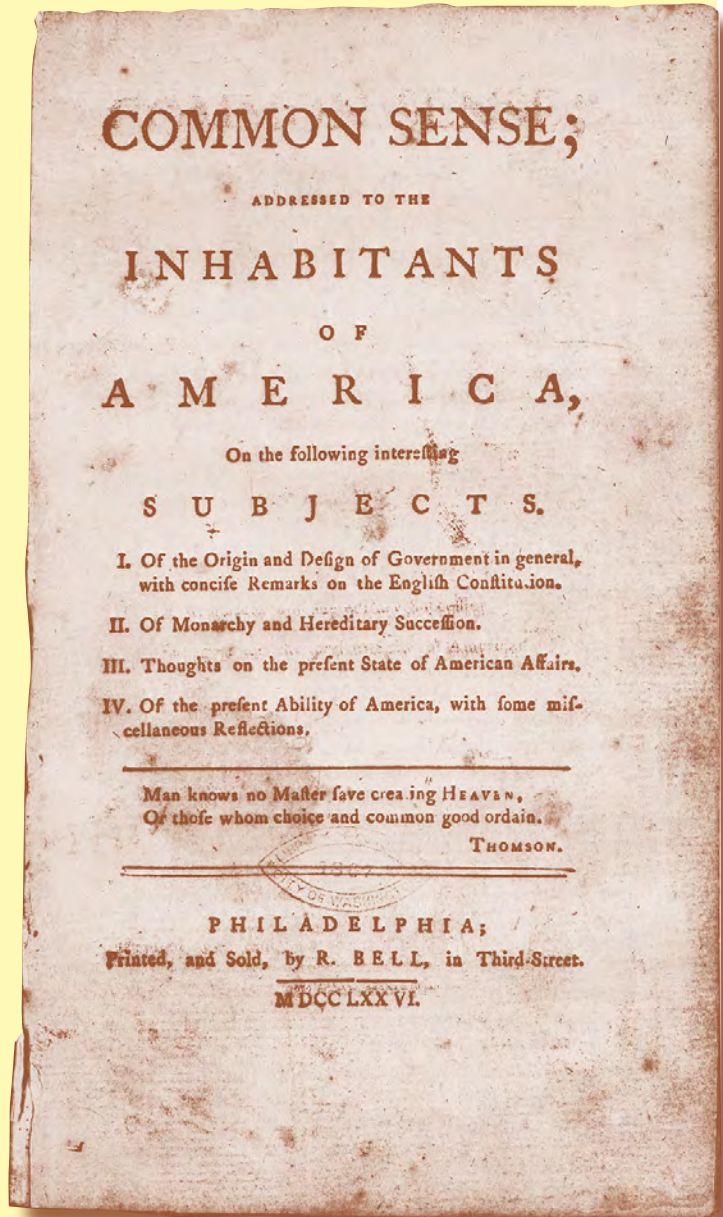 COMMON SENSE;
ADDRESSED TO THE
INHABITANTS
OF
AMERICA,
On the following intereſting
SUBJECTS.
I. Of the Origin and Deſign of Government in general,
with conciſe Remarks on the Engliſh Conſtitution.
II. Of Monarchy and Hereditary Succeſſion.
III. Thoughts on the preſent State of American Affairs.
IV. Of the preſent Ability of America, with ſome miſ-
cellaneous Reflections.
Man knows no Maſter ſave creating HEAVEN,
Or thoſe whom choice and common good ordain.
THOMSON.
PHILADELPHIA;
Printed, and Sold, by R. BELL, in Third-Street.
MDCCLXXVI.